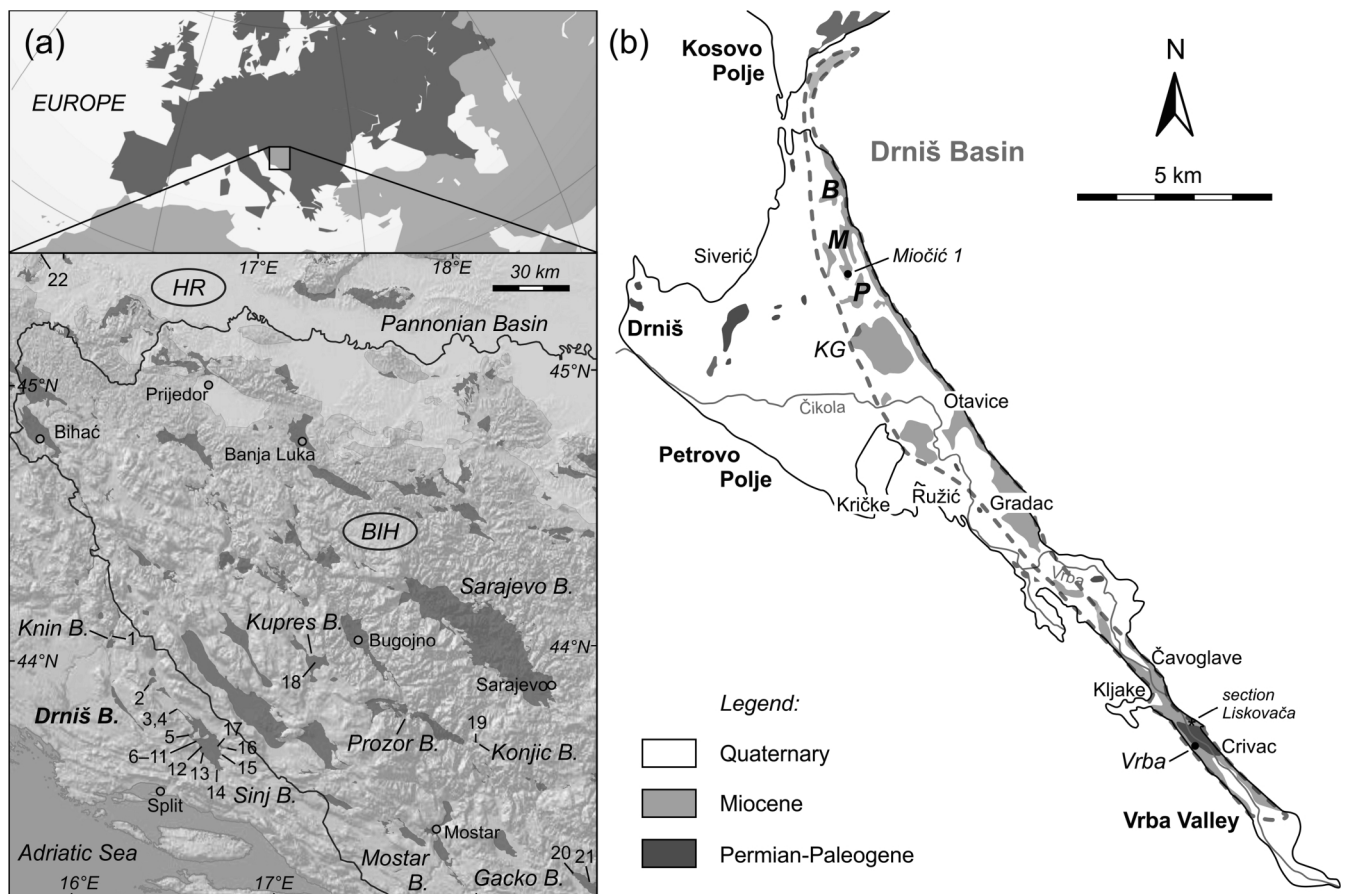 (a)
EUROPE
17°E
18°E
22
HR
30 km
Pannonian Basin
45°N
45°N
Prijedor
Bihać
Banja Luka
BIH
Sarajevo B.
Kupres B.
Knin B.
1
Bugojno
44°N
44°N
18
Sarajevo
2
Drniš B.
3,4
17
19
5
16
Prozor B.
Konjic B.
6–11
15
12
13
14
Sinj B.
Split
Mostar
20
21
Adriatic Sea
Mostar
B.
Gacko B.
16°E
17°E
(b)
Kosovo
Polje
N
Drniš Basin
5 km
B
M
Siverić
Miočić 1
P
Drniš
KG
Čikola
Otavice
Petrovo
Polje
Kričke
Ružić
Gradac
Vrba
Čavoglave
Kljake
section
Liskovača
Crivac
Vrba
Vrba Valley
Legend:
Quaternary
Miocene
Permian-Paleogene